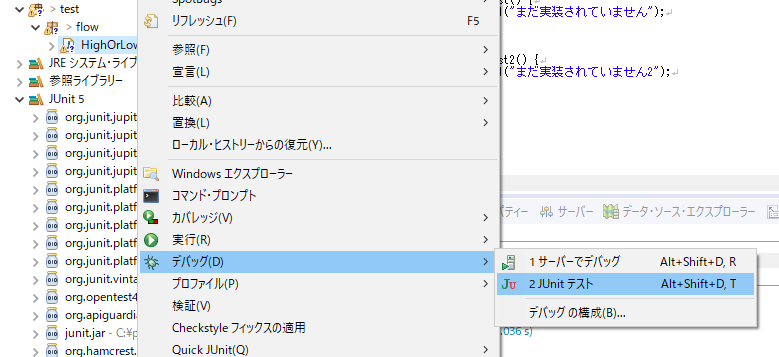 test
flow
HighOrLow
JRE システム・ライブ
参照ライブラリー
JUnit 5
org.junit.jupit
org.junit.jupit
org.junit.jupit
org.junit.platf
org.junit.platf
org.junit.platf
org.junit.platf
org.junit.platf
org.junit.vinta
org.opentest4
org.apiguardia
junit.jar - C:¥p
org.hamcrest.
SpotBugs
リフレッシュ(F) F5
参照(F)
宣言(L)
比較(A)
置換(L)
ローカル・ヒストリーからの復元(Y)...
Windows エクスプローラー
コマンド・プロンプト
カバレッジ(V)
実行(R)
デバッグ(D)
プロファイル(P)
検証(V)
Checkstyle フィックスの適用
Quick JUnit(Q)
st() {
("まだ実装されていません");
st2() {
("まだ実装されていません2");
パティー サーバー データ・ソース・エクスプローラー
1 サーバーでデバッグ Alt+Shift+D, R
2 JUnit テスト Alt+Shift+D, T
デバッグ の構成(B)...
.036 s)